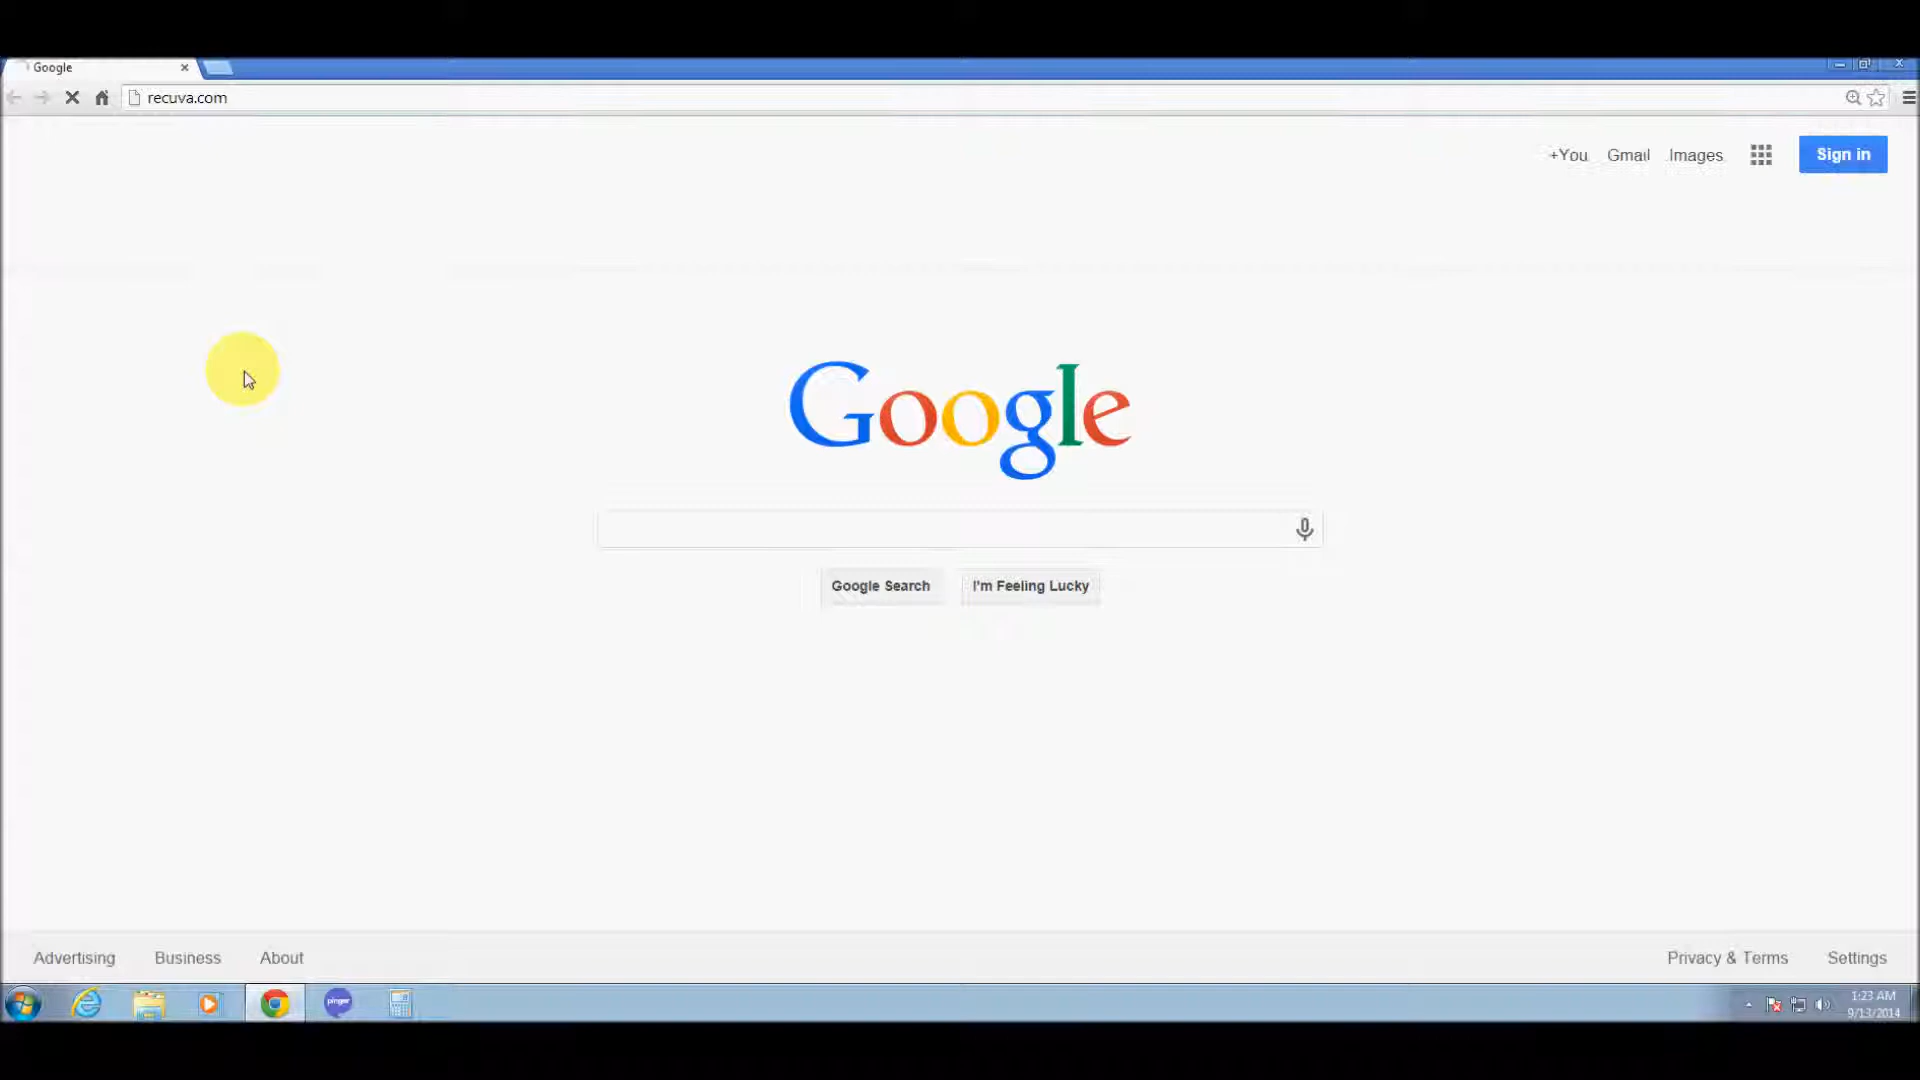 Google
recuva.com
+You Gmail Images Sign in
Google
Google Search I'm Feeling Lucky
Advertising Business About Privacy & Terms Settings
pinger
1:23 AM
9/13/2014